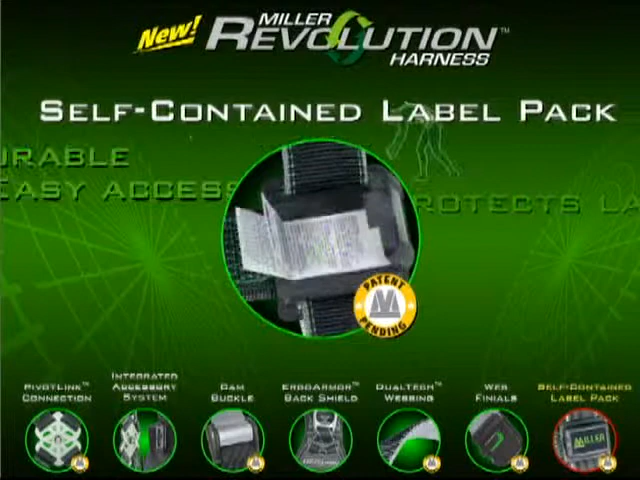 New! MILLER
REVOLUTION™
HARNESS
SELF-CONTAINED LABEL PACK
URABLE
EASY ACCESS
ROTECTS LA
PATENT
PENDING
PIVOTLINK™
CONNECTION
INTEGRATED
ACCESSORY
SYSTEM
CAM
BUCKLE
ERGOARMOR™
BACK SHIELD
DUALTECH™
WEBBING
WEB
FINIALS
SELF-CONTAINED
LABEL PACK
MILLER